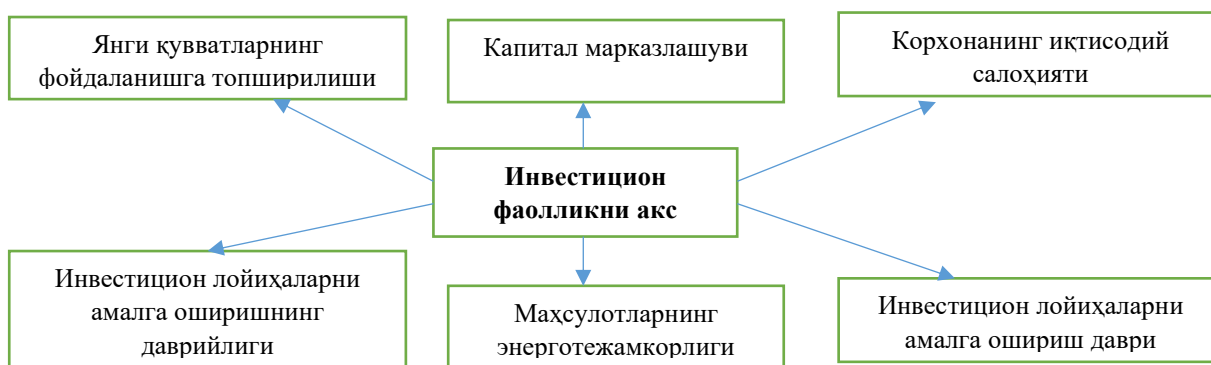 Янги қувватларнинг
фойдаланишга топширилиши
Капитал марказлашуви
Корхонанинг иқтисодий
салоҳияти
Инвестицион
фаолликни акс
Инвестицион лойиҳаларни
амалга оширишнинг
даврийлиги
Маҳсулотларнинг
энерготежамкорлиги
Инвестицион лойиҳаларни
амалга ошириш даври